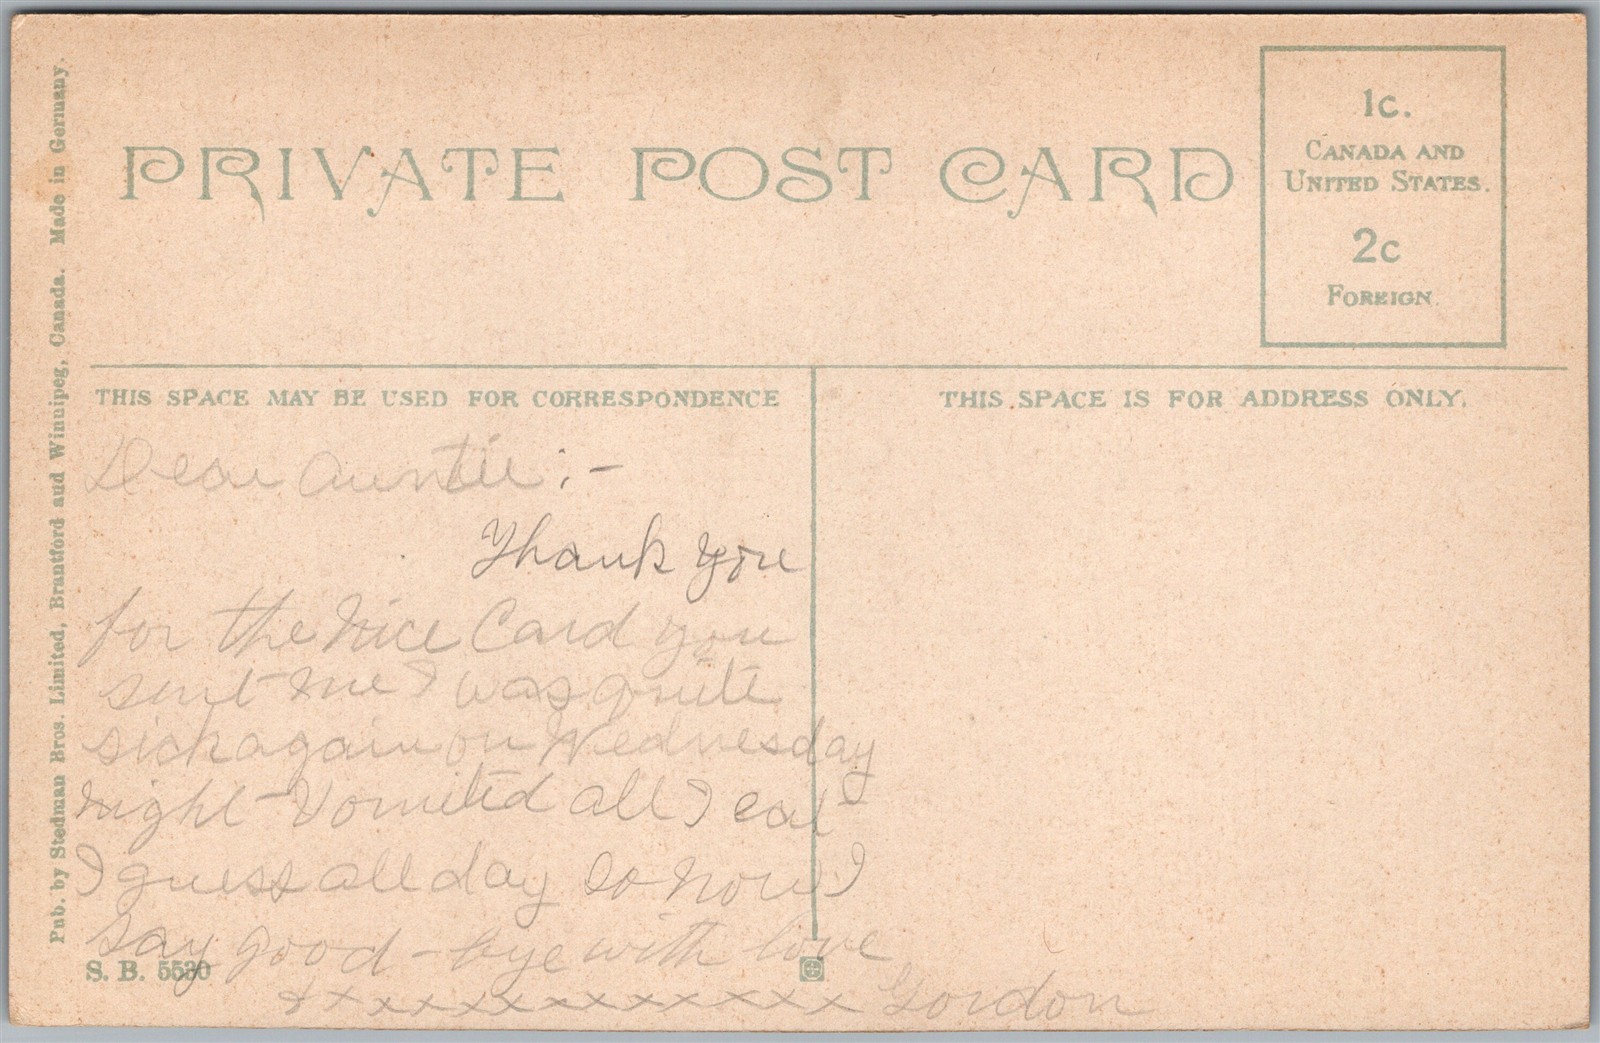 PRIVATE POST CARD
1c.
CANADA AND
UNITED STATES.
2c
FOREIGN.
THIS SPACE MAY BE USED FOR CORRESPONDENCE
THIS SPACE IS FOR ADDRESS ONLY.
Dear Auntie:-
Thank you
for the Nice Card you
sent me I was quite
sick again on Wednesday
night Vomited all I eat
I guess all day so now I
say good-bye with love
xxxxxxxxxxxxx Gordon
S. B. 5530
Pub. by Stedman Bros. Limited, Brantford and Winnipeg, Canada. Made in Germany.